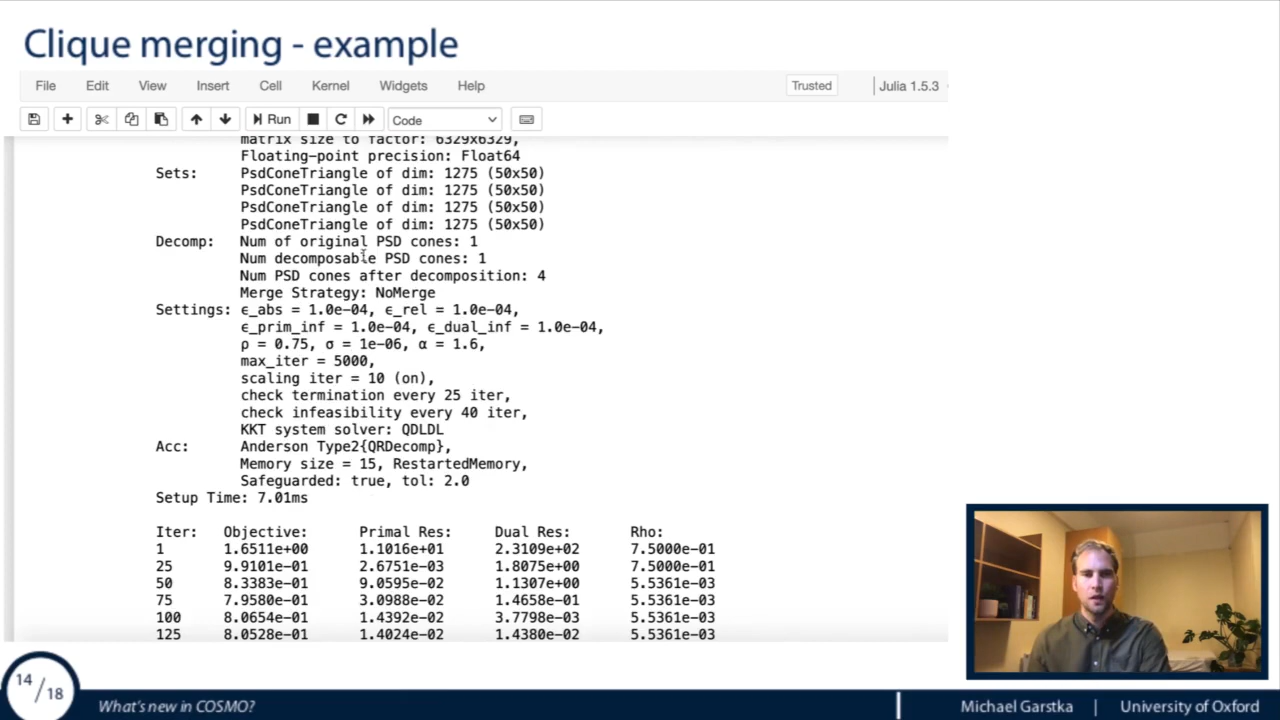 Clique merging - example
File Edit View Insert Cell Kernel Widgets Help Trusted Julia 1.5.3
Run Code
matrix size to factor: 6329x6329,
Floating-point precision: Float64
Sets: PsdConeTriangle of dim: 1275 (50x50)
PsdConeTriangle of dim: 1275 (50x50)
PsdConeTriangle of dim: 1275 (50x50)
PsdConeTriangle of dim: 1275 (50x50)
Decomp: Num of original PSD cones: 1
Num decomposable PSD cones: 1
Num PSD cones after decomposition: 4
Merge Strategy: NoMerge
Settings: ϵ_abs = 1.0e-04, ϵ_rel = 1.0e-04,
ϵ_prim_inf = 1.0e-04, ϵ_dual_inf = 1.0e-04,
ρ = 0.75, σ = 1e-06, α = 1.6,
max_iter = 5000,
scaling iter = 10 (on),
check termination every 25 iter,
check infeasibility every 40 iter,
KKT system solver: QDLDL
Acc: Anderson Type2{QRDecomp},
Memory size = 15, RestartedMemory,
Safeguarded: true, tol: 2.0
Setup Time: 7.01ms
Iter: Objective: Primal Res: Dual Res: Rho:
1 1.6511e+00 1.1016e+01 2.3109e+02 7.5000e-01
25 9.9101e-01 2.6751e-03 1.8075e+00 7.5000e-01
50 8.3383e-01 9.0595e-02 1.1307e+00 5.5361e-03
75 7.9580e-01 3.0988e-02 1.4658e-01 5.5361e-03
100 8.0654e-01 1.4392e-02 3.7798e-03 5.5361e-03
125 8.0528e-01 1.4024e-02 1.4380e-02 5.5361e-03
14/18
What's new in COSMO? Michael Garstka | University of Oxford